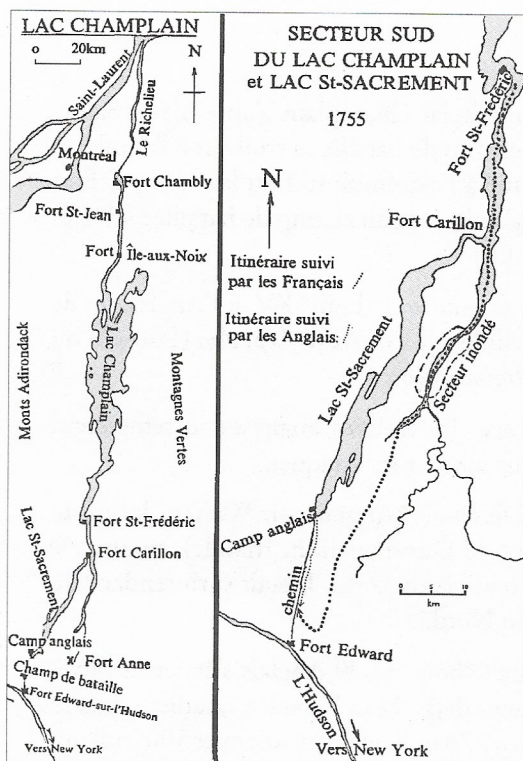 LAC CHAMPLAIN
0 20km
N
Saint-Laurent
Le Richelieu
Montréal
Fort Chambly
Fort St-Jean
Fort Île-aux-Noix
Lac Champlain
Monts Adirondack
Montagnes Vertes
Fort St-Frédéric
Lac St-Sacrement
Fort Carillon
Camp anglais
Fort Anne
Champ de bataille
Fort Edward-sur-l'Hudson
Vers New York
SECTEUR SUD
DU LAC CHAMPLAIN
et LAC St-SACREMENT
1755
N
Fort St-Frédéric
Fort Carillon
Itinéraire suivi
par les Français
Itinéraire suivi
par les Anglais:
Lac St-Sacrement
Secteur inondé
Camp anglais
chemin
0 5 10
km
Fort Edward
L'Hudson
Vers New York